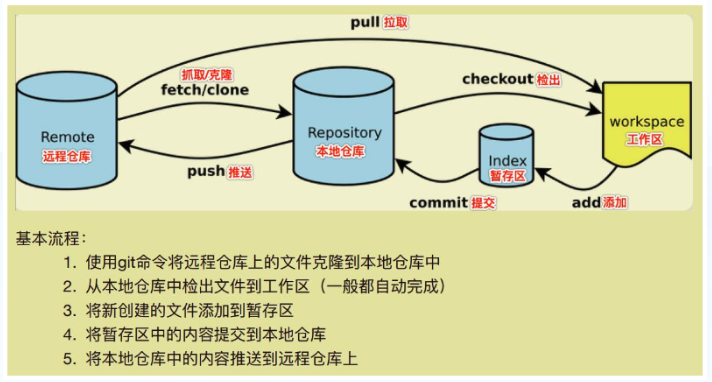 pull 拉取
抓取/克隆
fetch/clone
checkout 检出
Remote
远程仓库
Repository
本地仓库
workspace
工作区
Index
暂存区
push 推送
commit 提交
add 添加
基本流程：
1. 使用git命令将远程仓库上的文件克隆到本地仓库中
2. 从本地仓库中检出文件到工作区（一般都自动完成）
3. 将新创建的文件添加到暂存区
4. 将暂存区中的内容提交到本地仓库
5. 将本地仓库中的内容推送到远程仓库上